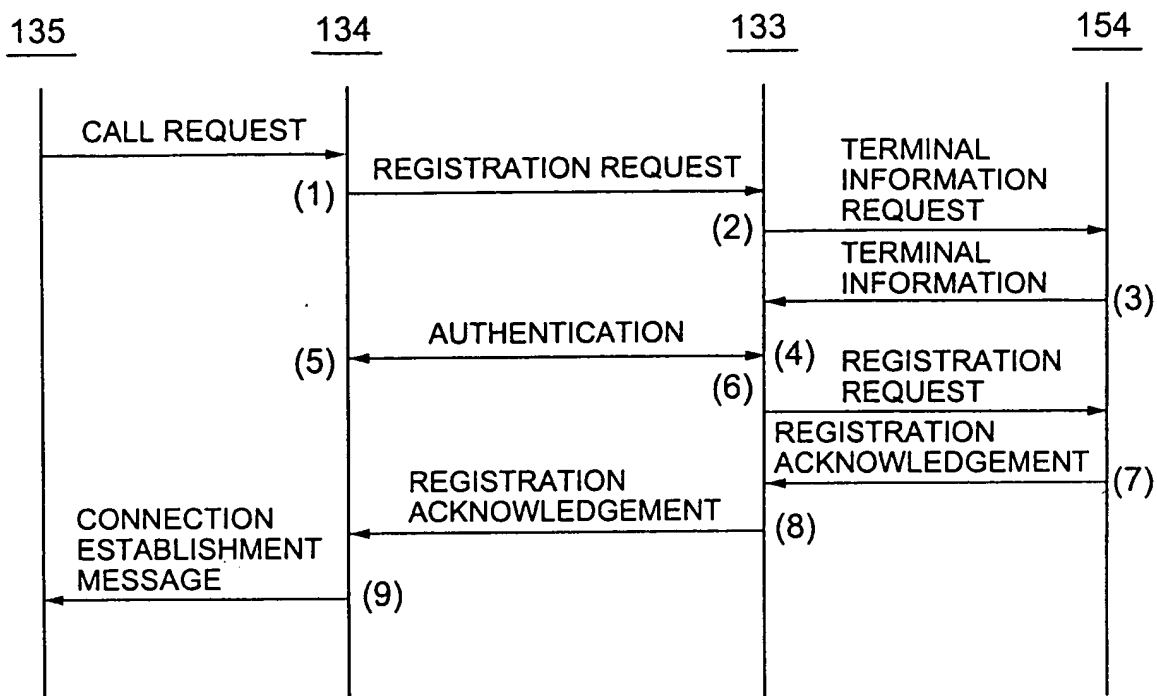 135
134
133
154
CALL REQUEST
(1)
REGISTRATION REQUEST
(2)
TERMINAL
INFORMATION
REQUEST
TERMINAL
INFORMATION
(3)
AUTHENTICATION
(5)
(4)
(6)
REGISTRATION
REQUEST
REGISTRATION
ACKNOWLEDGEMENT
(7)
REGISTRATION
ACKNOWLEDGEMENT
(8)
CONNECTION
ESTABLISHMENT
MESSAGE
(9)